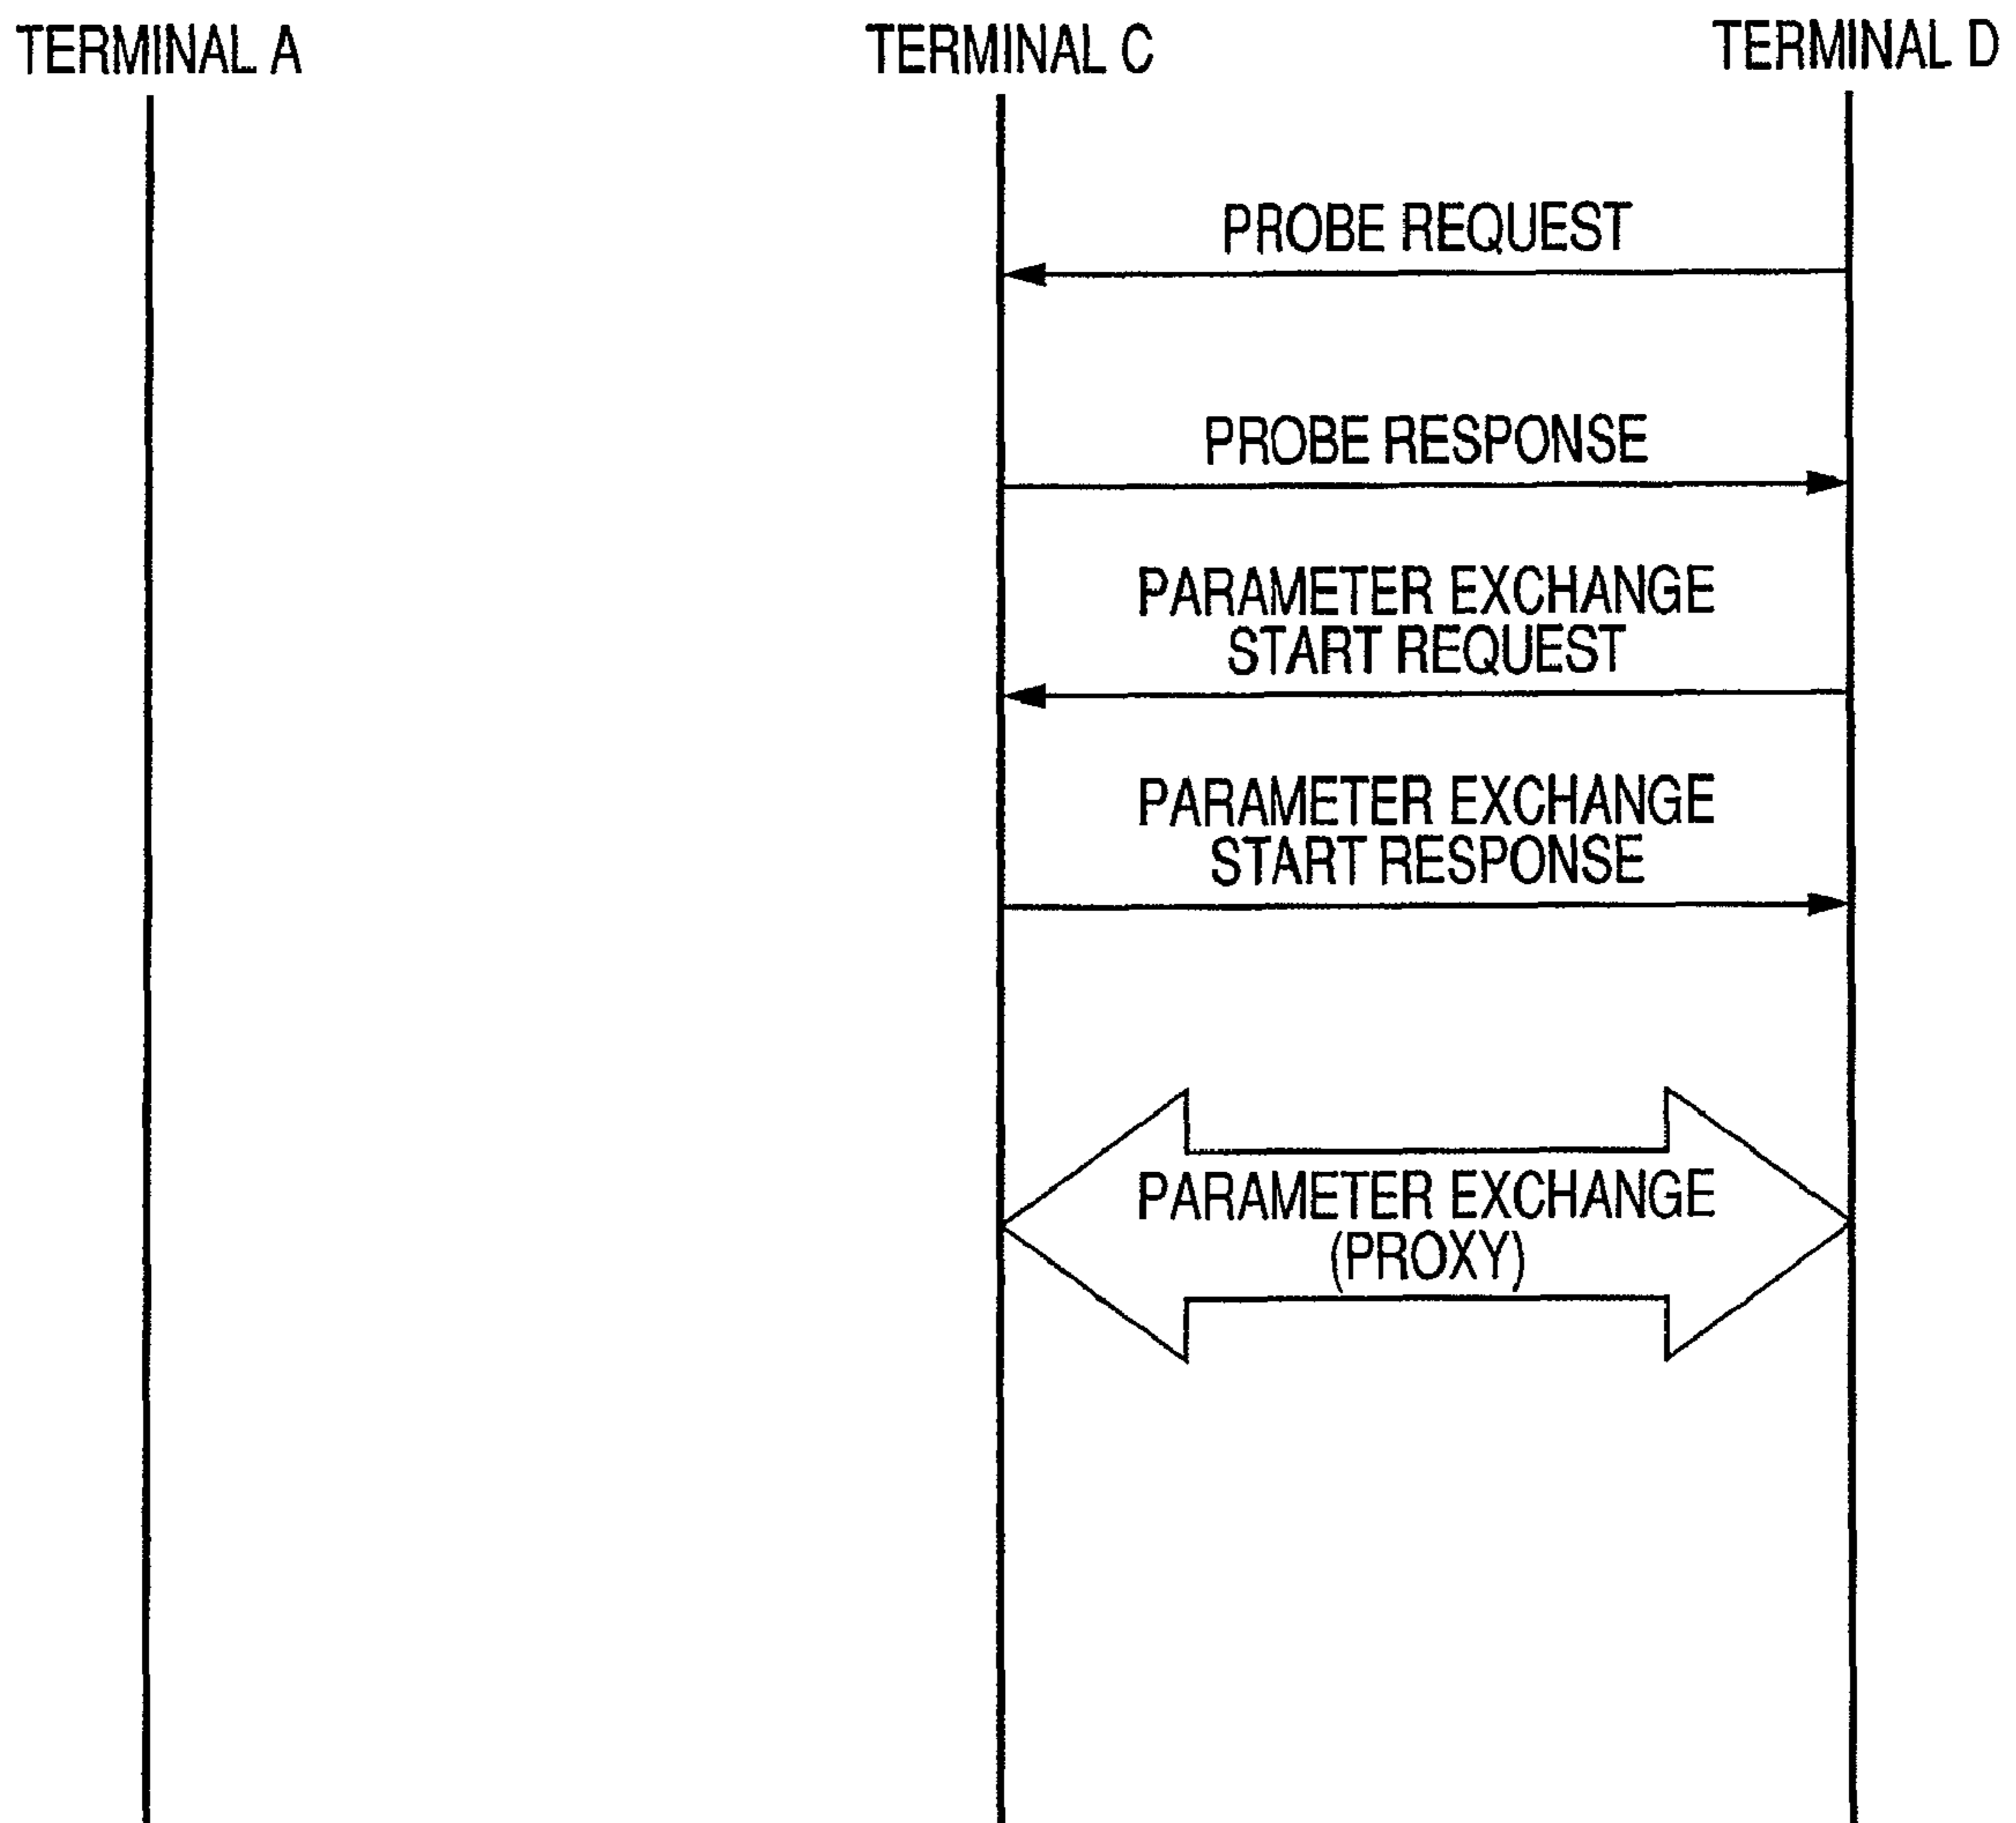 TERMINAL A
TERMINAL C
TERMINAL D
PROBE REQUEST
PROBE RESPONSE
PARAMETER EXCHANGE
START REQUEST
PARAMETER EXCHANGE
START RESPONSE
PARAMETER EXCHANGE
(PROXY)